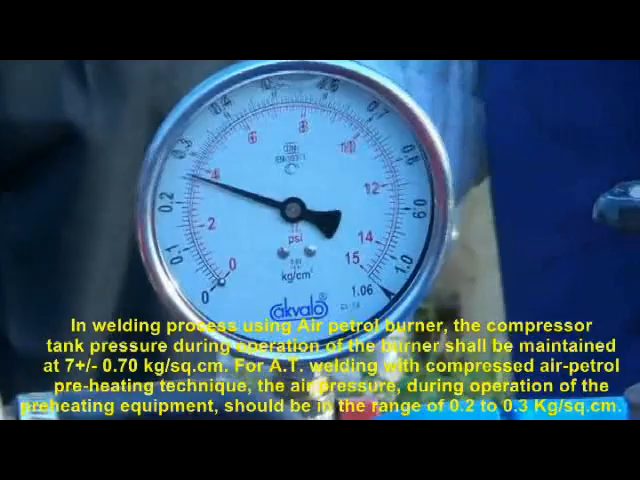 0.4
0.6
0.7
6
8
0.3
10
0.8
4
EN-837-1
0.2
12
0.9
2
psi
0.1
14
0
15
1.0
kg/cm²
0
1.06
akvalo®
In welding process using Air petrol burner, the compressor
tank pressure during operation of the burner shall be maintained
at 7+/- 0.70 kg/sq.cm. For A.T. welding with compressed air-petrol
pre-heating technique, the air pressure, during operation of the
preheating equipment, should be in the range of 0.2 to 0.3 Kg/sq.cm.